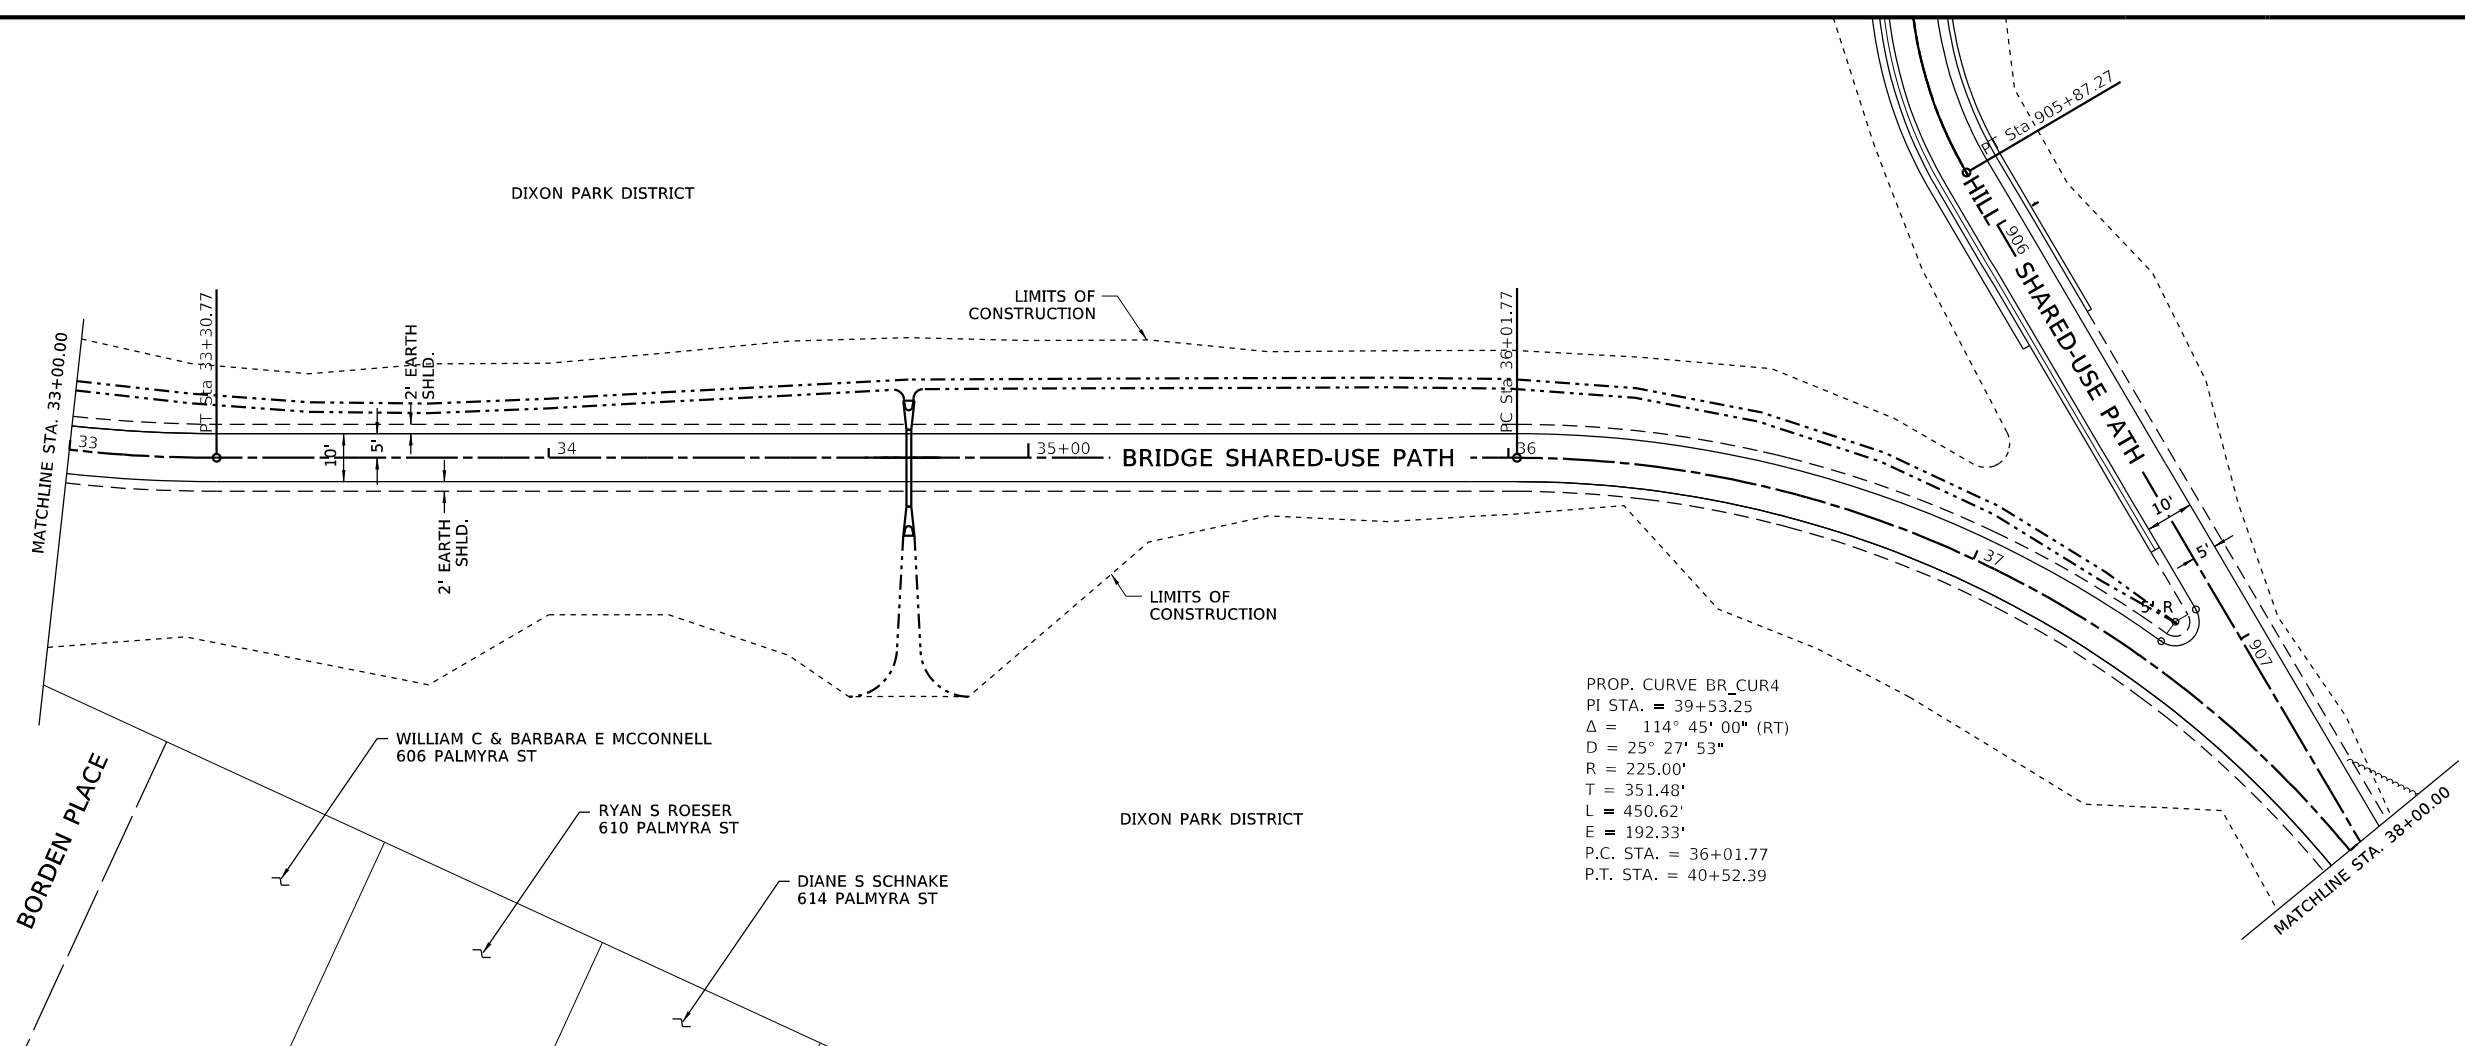 PT Sta 905+87.27
DIXON PARK DISTRICT
HILL SHARED-USE PATH
906
LIMITS OF
CONSTRUCTION
PT Sta 33+30.77
2' EARTH
SHLD.
PC Sta 36+01.77
MATCHLINE STA. 33+00.00
33
10'
5'
34
35+00
BRIDGE SHARED-USE PATH
36
2' EARTH
SHLD.
10'
5'
37
LIMITS OF
CONSTRUCTION
5' R
907
PROP. CURVE BR_CUR4
PI STA. = 39+53.25
Δ = 114° 45' 00" (RT)
D = 25° 27' 53"
R = 225.00'
T = 351.48'
L = 450.62'
E = 192.33'
P.C. STA. = 36+01.77
P.T. STA. = 40+52.39
WILLIAM C & BARBARA E MCCONNELL
606 PALMYRA ST
BORDEN PLACE
RYAN S ROESER
610 PALMYRA ST
DIXON PARK DISTRICT
MATCHLINE STA. 38+00.00
DIANE S SCHNAKE
614 PALMYRA ST